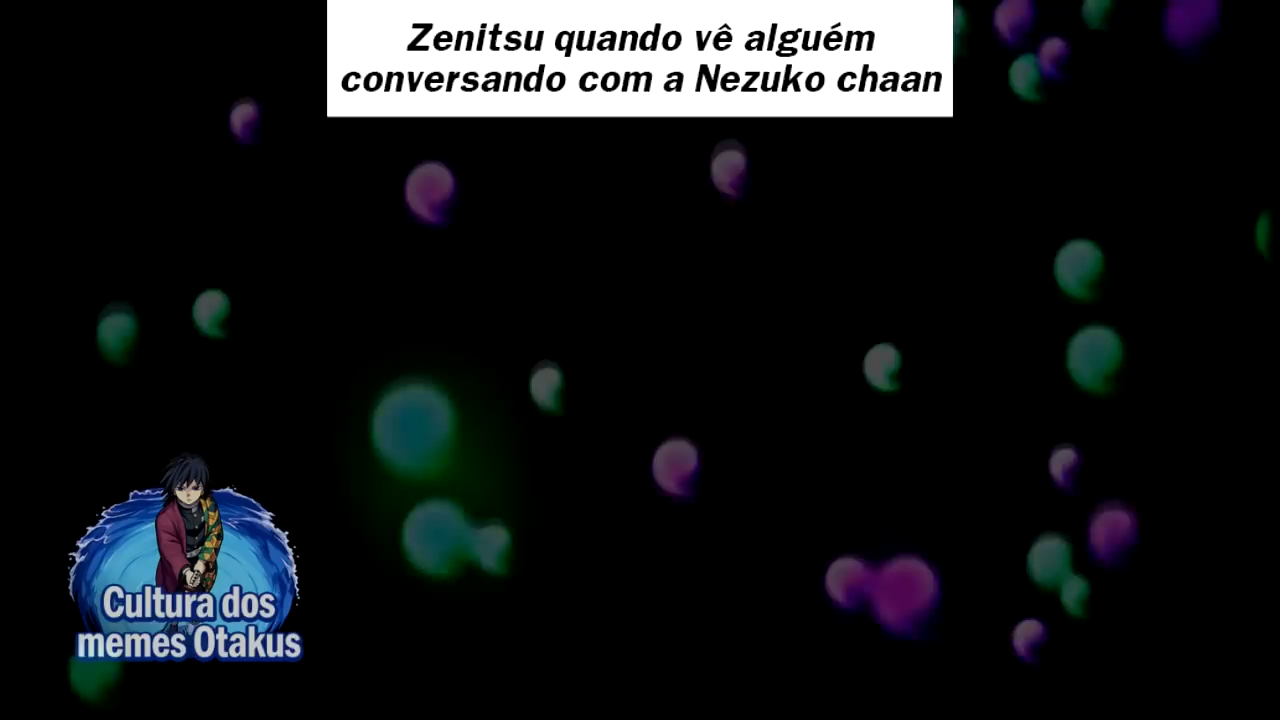 Zenitsu quando vê alguém
conversando com a Nezuko chaan
Cultura dos
memes Otakus